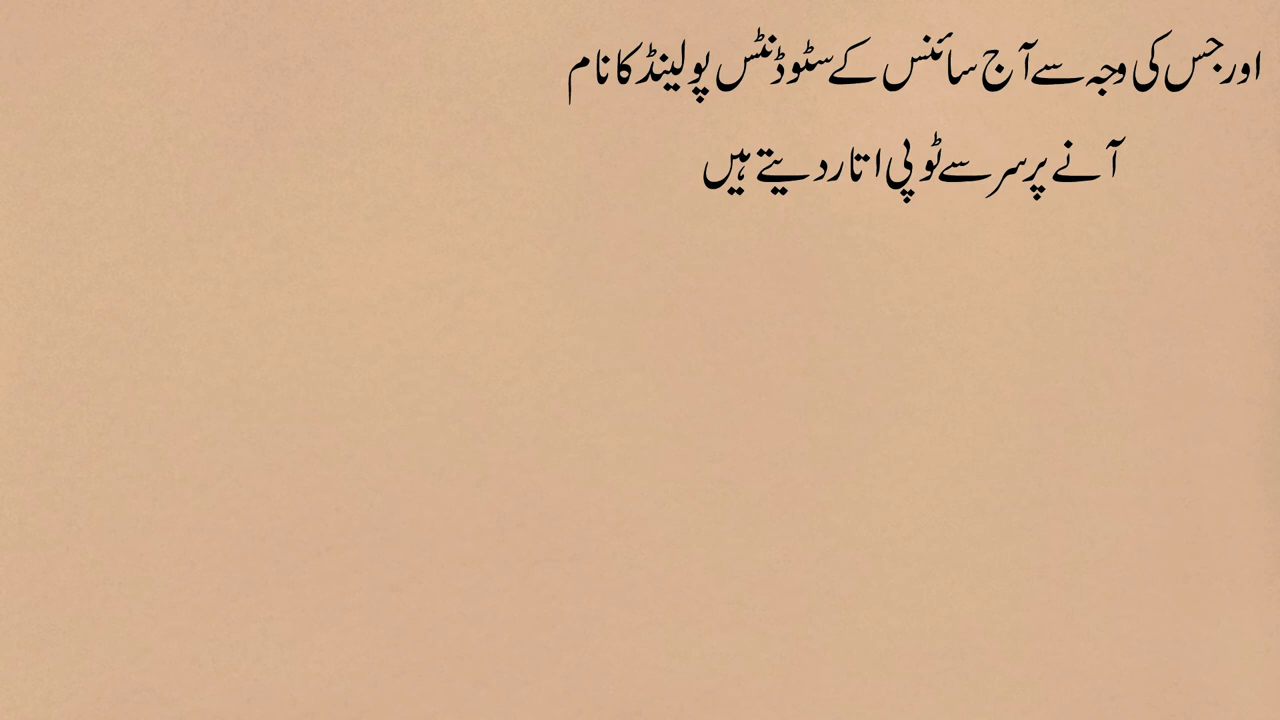 اور جس کی وجہ سے آج سائنس کے سٹوڈنٹس پولینڈ کا نام
آنے پر سر سے ٹوپی اتار دیتے ہیں